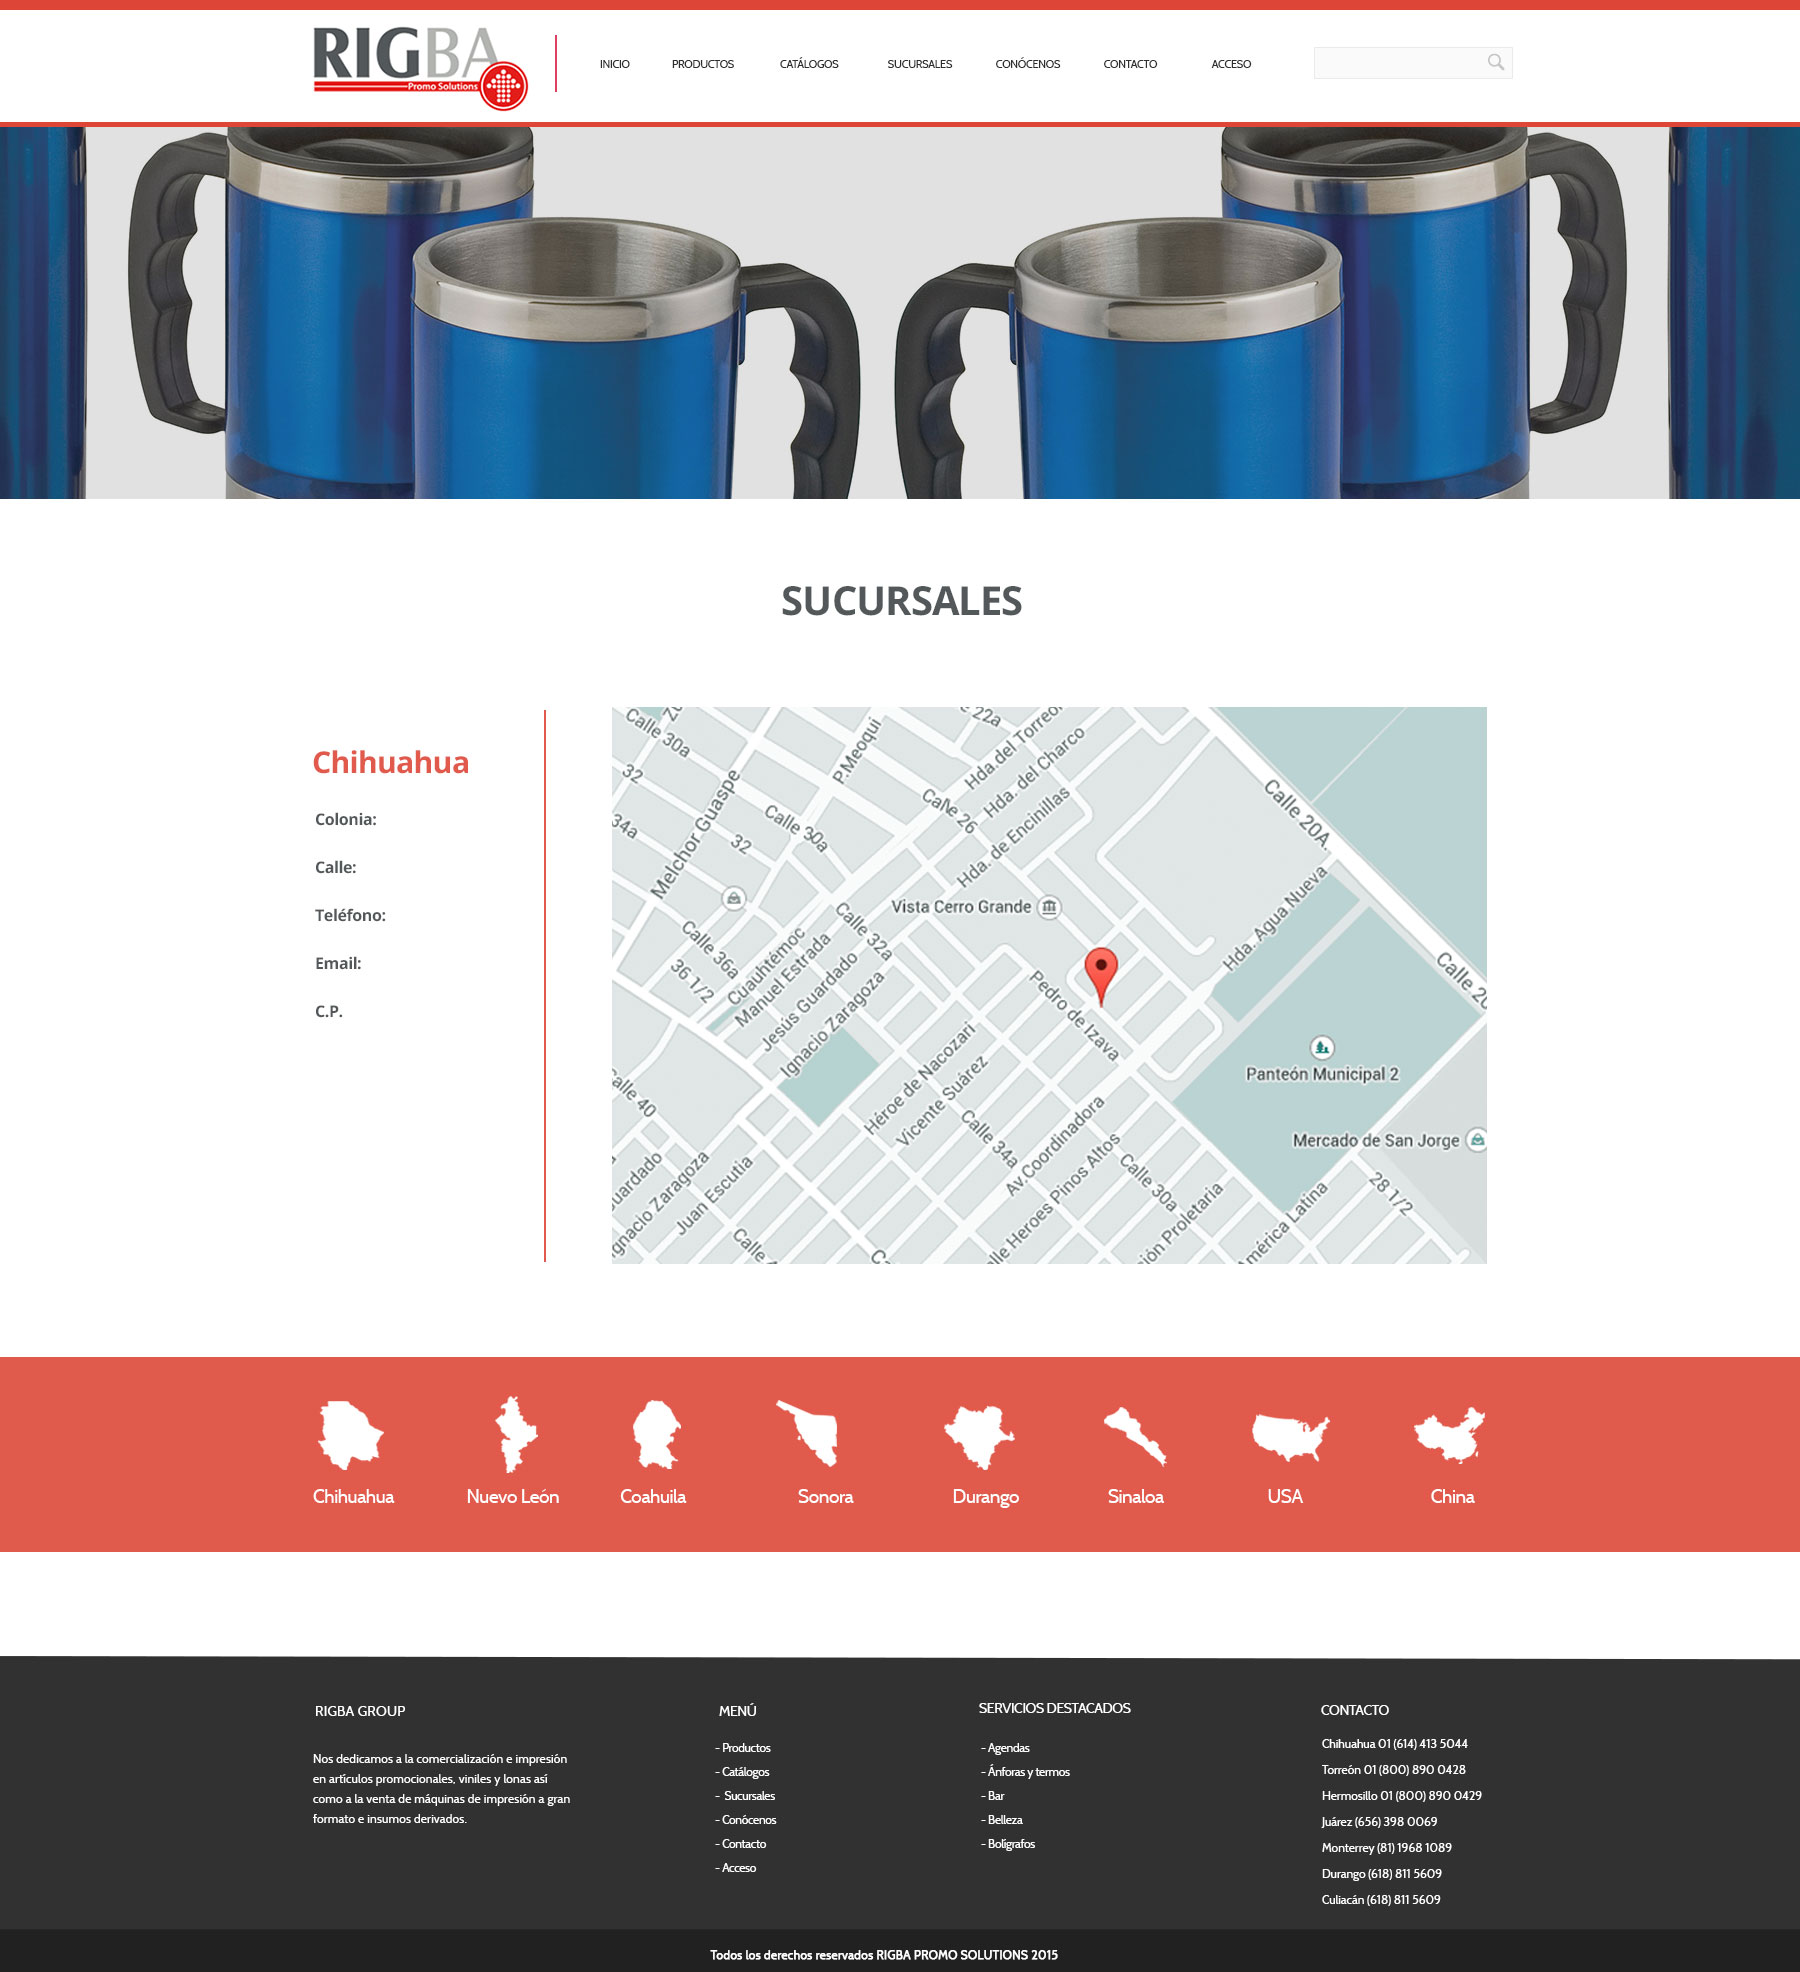 RIGBA
Promo Solutions
INICIO
PRODUCTOS
CATÁLOGOS
SUCURSALES
CONÓCENOS
CONTACTO
ACCESO
SUCURSALES
Chihuahua
Colonia:
Calle:
Teléfono:
Email:
C.P.
Calle 30a
32
34a
Melchor Guaspe
P.Meoqui
Calle 30a
32
22a
Hda.del Torreon
Hda. del Charco
Calle 26
Hda. de Encinillas
Calle 20A.
Vista Cerro Grande
Hda. Agua Nueva
Calle 32a
Calle 36a
36 1/2
Cuauhtémoc
Manuel Estrada
Jesús Guardado
Ignacio Zaragoza
Pedro de Izava
Calle 20
Panteón Municipal 2
Héroe de Nacozari
Vicente Suárez
Calle 40
Calle 34a
Av.Coordinadora
Mercado de San Jorge
Calle 30a
28 1/2
uardado
Ignacio Zaragoza
Juan Escutia
Calle
lle Heroes Pinos Altos
ión Proletaria
América Latina
Chihuahua
Nuevo León
Coahuila
Sonora
Durango
Sinaloa
USA
China
RIGBA GROUP
Nos dedicamos a la comercialización e impresión
en artículos promocionales, viniles y lonas así
como a la venta de máquinas de impresión a gran
formato e insumos derivados.
MENÚ
- Productos
- Catálogos
- Sucursales
- Conócenos
- Contacto
- Acceso
SERVICIOS DESTACADOS
- Agendas
- Ánforas y termos
- Bar
- Belleza
- Bolígrafos
CONTACTO
Chihuahua 01 (614) 413 5044
Torreón 01 (800) 890 0428
Hermosillo 01 (800) 890 0429
Juárez (656) 398 0069
Monterrey (81) 1968 1089
Durango (618) 811 5609
Culiacán (618) 811 5609
Todos los derechos reservados RIGBA PROMO SOLUTIONS 2015